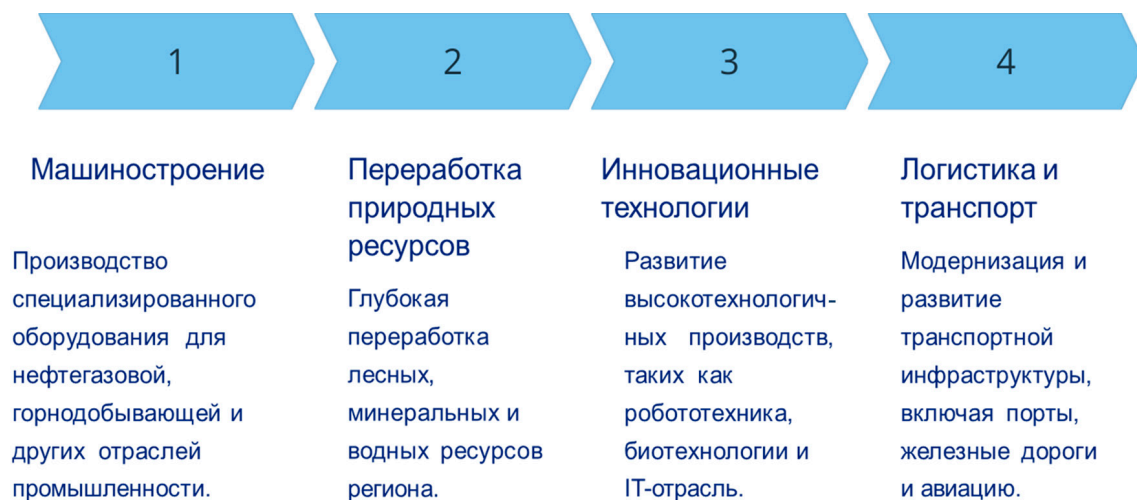 1
2
3
4
Машиностроение
Производство
специализированного
оборудования для
нефтегазовой,
горнодобывающей и
других отраслей
промышленности.
Переработка
природных
ресурсов
Глубокая
переработка
лесных,
минеральных и
водных ресурсов
региона.
Инновационные
технологии
Развитие
высокотехнологич-
ных производств,
таких как
робототехника,
биотехнологии и
IT-отрасль.
Логистика и
транспорт
Модернизация и
развитие
транспортной
инфраструктуры,
включая порты,
железные дороги
и авиацию.